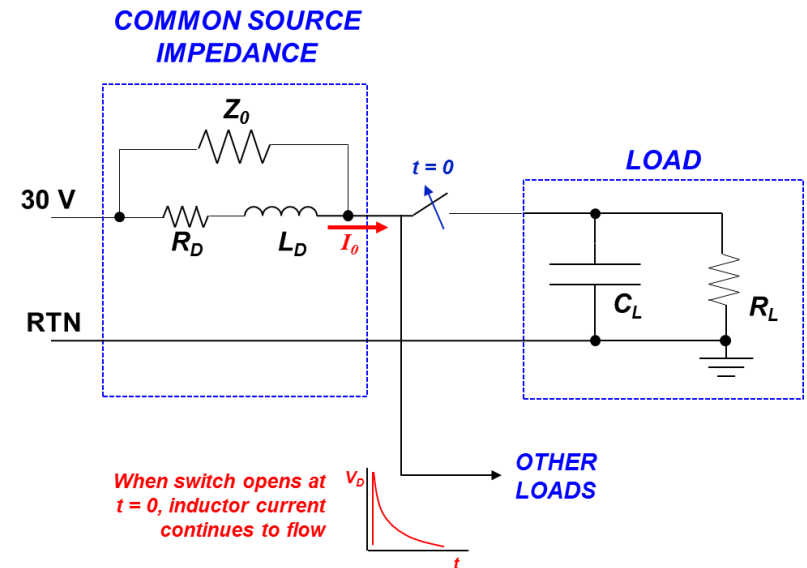 COMMON SOURCE
IMPEDANCE
Z0
t = 0
LOAD
30 V
RD
LD
I0
CL
RL
RTN
When switch opens at
t = 0, inductor current
continues to flow
VD
t
OTHER
LOADS